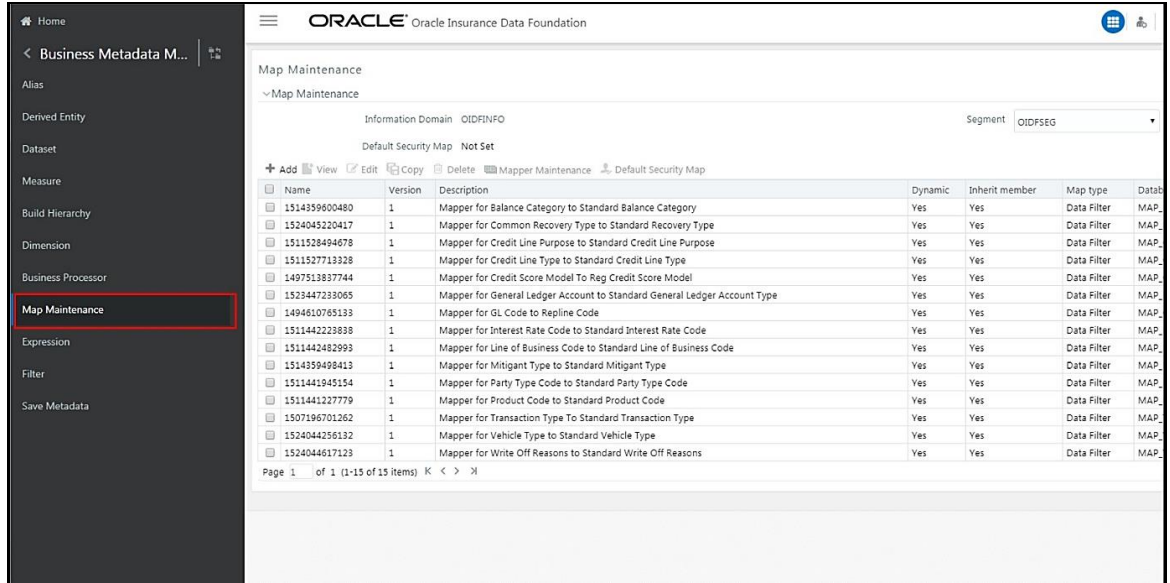 Home
Business Metadata M...
Alias
Derived Entity
Dataset
Measure
Build Hierarchy
Dimension
Business Processor
Map Maintenance
Expression
Filter
Save Metadata
ORACLE® Oracle Insurance Data Foundation
Map Maintenance
Map Maintenance
Information Domain OIDFINFO Segment OIDFSEG
Default Security Map Not Set
Add View Edit Copy Delete Mapper Maintenance Default Security Map
Name Version Description Dynamic Inherit member Map type Datab
1514359600480 1 Mapper for Balance Category to Standard Balance Category Yes Yes Data Filter MAP_
1524045220417 1 Mapper for Common Recovery Type to Standard Recovery Type Yes Yes Data Filter MAP_
1511528494678 1 Mapper for Credit Line Purpose to Standard Credit Line Purpose Yes Yes Data Filter MAP_
1511527713328 1 Mapper for Credit Line Type to Standard Credit Line Type Yes Yes Data Filter MAP_
1497513837744 1 Mapper for Credit Score Model To Reg Credit Score Model Yes Yes Data Filter MAP_
1523447233065 1 Mapper for General Ledger Account to Standard General Ledger Account Type Yes Yes Data Filter MAP_
1494610765133 1 Mapper for GL Code to Repline Code Yes Yes Data Filter MAP_
1511442223838 1 Mapper for Interest Rate Code to Standard Interest Rate Code Yes Yes Data Filter MAP_
1511442482993 1 Mapper for Line of Business Code to Standard Line of Business Code Yes Yes Data Filter MAP_
1514359498413 1 Mapper for Mitigant Type to Standard Mitigant Type Yes Yes Data Filter MAP_
1511441945154 1 Mapper for Party Type Code to Standard Party Type Code Yes Yes Data Filter MAP_
1511441227779 1 Mapper for Product Code to Standard Product Code Yes Yes Data Filter MAP_
1507196701262 1 Mapper for Transaction Type To Standard Transaction Type Yes Yes Data Filter MAP_
1524044256132 1 Mapper for Vehicle Type to Standard Vehicle Type Yes Yes Data Filter MAP_
1524044617123 1 Mapper for Write Off Reasons to Standard Write Off Reasons Yes Yes Data Filter MAP_
Page 1 of 1 (1-15 of 15 items)